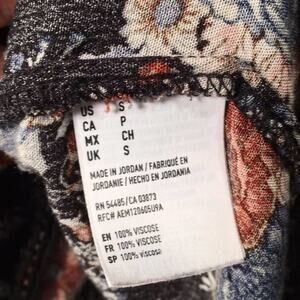 US S
CA P
MX CH
UK S
MADE IN JORDAN / FABRIQUÉ EN
JORDANIE / HECHO EN JORDANIA
RN 54485/CA 03873
RFC# AEM120605U9A
EN 100% VISCOSE
FR 100% VISCOSE
SP 100% VISCOSA